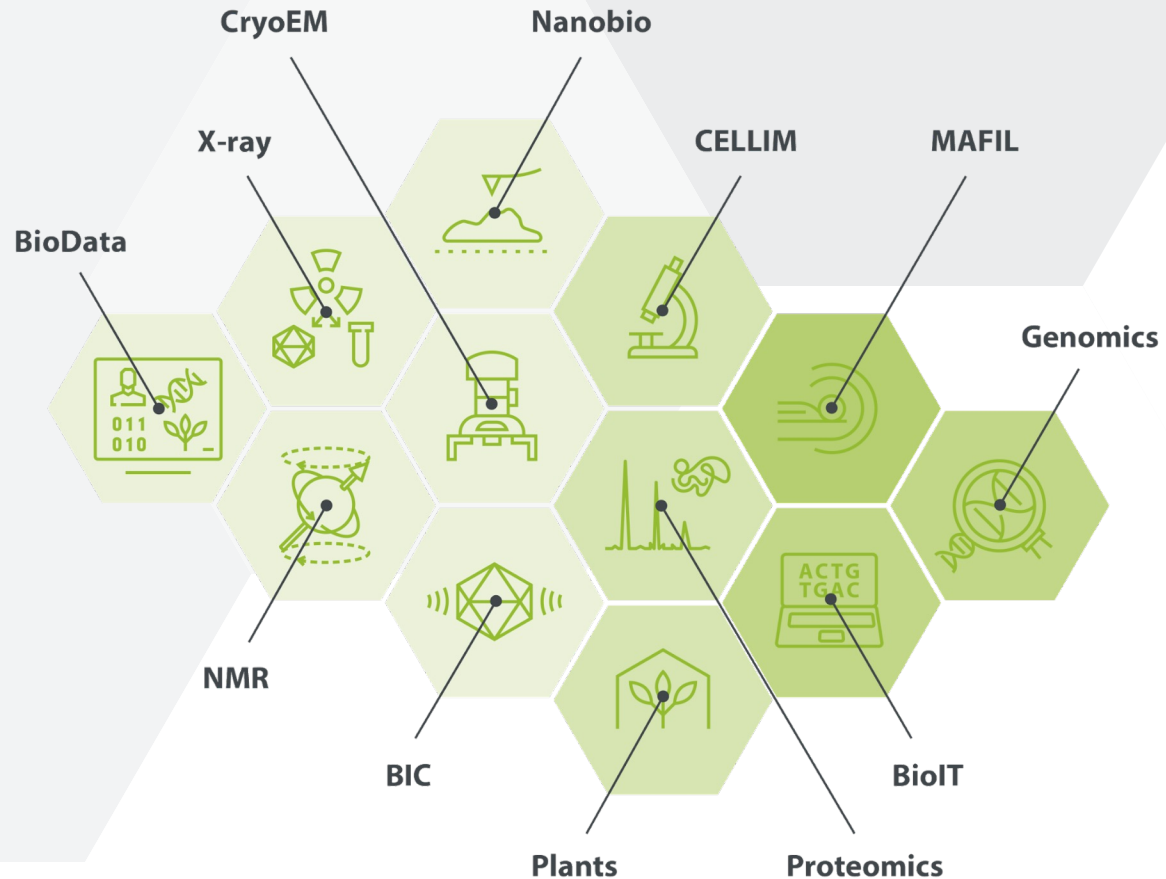 CryoEM
Nanobio
X-ray
CELLIM
MAFIL
BioData
Genomics
011
010
ACTG
TGAC
NMR
BIC
BioIT
Plants
Proteomics